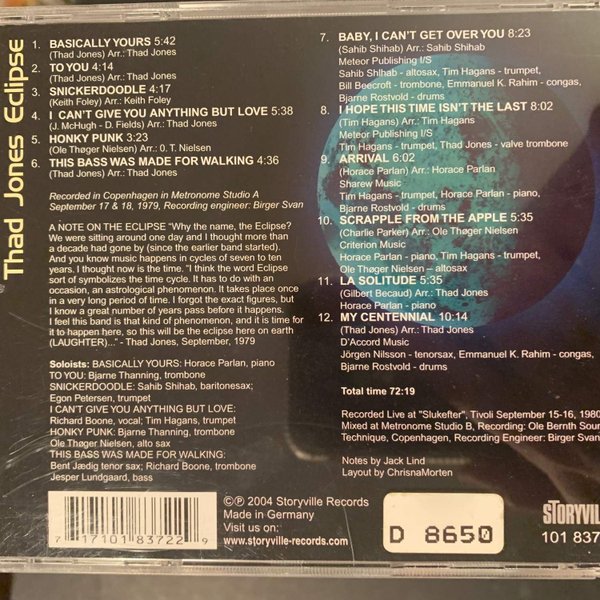 Thad Jones Eclipse
1. BASICALLY YOURS 5:42
(Thad Jones) Arr.: Thad Jones
2. TO YOU 4:14
(Thad Jones) Arr.: Thad Jones
3. SNICKERDOODLE 4:17
(Keith Foley) Arr.: Keith Foley
4. I CAN'T GIVE YOU ANYTHING BUT LOVE 5:38
(J. McHugh - D. Fields) Arr.: Thad Jones
5. HONKY PUNK 3:23
(Ole Thøger Nielsen) Arr.: O. T. Nielsen
6. THIS BASS WAS MADE FOR WALKING 4:36
(Thad Jones) Arr.: Thad Jones
Recorded in Copenhagen in Metronome Studio A
September 17 & 18, 1979, Recording engineer: Birger Svan
A NOTE ON THE ECLIPSE "Why the name, the Eclipse?
We were sitting around one day and I thought more than
a decade had gone by (since the earlier band started).
And you know music happens in cycles of seven to ten
years. I thought now is the time. "I think the word Eclipse
sort of symbolizes the time cycle. It has to do with an
occasion, an astrological phenomenon. It takes place once
in a very long period of time. I forgot the exact figures, but
I know a great number of years pass before it happens.
I feel this band is that kind of phenomenon, and it is time for
it to happen here, so this will be the eclipse here on earth
(LAUGHTER)..." - Thad Jones, September, 1979
Soloists: BASICALLY YOURS: Horace Parlan, piano
TO YOU: Bjarne Thanning, trombone
SNICKERDOODLE: Sahib Shihab, baritonesax;
Egon Petersen, trumpet
I CAN'T GIVE YOU ANYTHING BUT LOVE:
Richard Boone, vocal; Tim Hagans, trumpet
HONKY PUNK: Bjarne Thanning, trombone
Ole Thøger Nielsen, alto sax
THIS BASS WAS MADE FOR WALKING:
Bent Jædig tenor sax; Richard Boone, trombone
Jesper Lundgaard, bass
7. BABY, I CAN'T GET OVER YOU 8:23
(Sahib Shihab) Arr.: Sahib Shihab
Meteor Publishing I/S
Sahib Shihab - altosax, Tim Hagans - trumpet,
Bill Beecroft - trombone, Emmanuel K. Rahim - congas,
Bjarne Rostvold - drums
8. I HOPE THIS TIME ISN'T THE LAST 8:02
(Tim Hagans) Arr.: Tim Hagans
Meteor Publishing I/S
Tim Hagans - trumpet, Thad Jones - valve trombone
9. ARRIVAL 6:02
(Horace Parlan) Arr.: Horace Parlan
Sharew Music
Tim Hagans - trumpet, Horace Parlan - piano,
Bjarne Rostvold - drums
10. SCRAPPLE FROM THE APPLE 5:35
(Charlie Parker) Arr.: Ole Thøger Nielsen
Criterion Music
Horace Parlan - piano, Tim Hagans - trumpet,
Ole Thøger Nielsen – altosax
11. LA SOLITUDE 5:35
(Gilbert Becaud) Arr.: Thad Jones
Horace Parlan - piano
12. MY CENTENNIAL 10:14
(Thad Jones) Arr.: Thad Jones
D'Accord Music
Jörgen Nilsson - tenorsax, Emmanuel K. Rahim - congas,
Bjarne Rostvold - drums
Total time 72:19
Recorded Live at "Slukefter", Tivoli September 15-16, 1980
Mixed at Metronome Studio B, Recording: Ole Bernth Soun
Technique, Copenhagen, Recording Engineer: Birger Svan
Notes by Jack Lind
Layout by ChrisnaMorten
7 17101 83722 9
©℗ 2004 Storyville Records
Made in Germany
Visit us on:
www.storyville-records.com
D 8650
STORYVILL
101 837